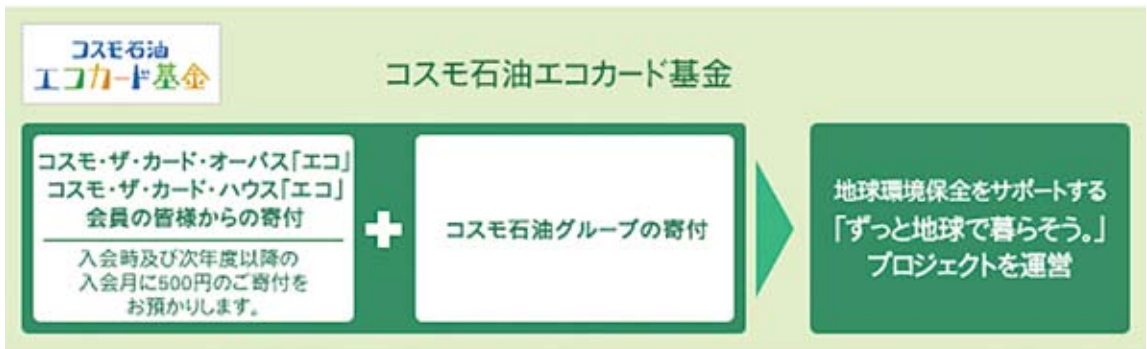 コスモ石油
エコカード基金
コスモ石油エコカード基金
コスモ・ザ・カード・オーパス「エコ」
コスモ・ザ・カード・ハウス「エコ」
会員の皆様からの寄付
入会時及び次年度以降の
入会月に500円のご寄付を
お預かりします。
+
コスモ石油グループの寄付
地球環境保全をサポートする
「ずっと地球で暮らそう。」
プロジェクトを運営